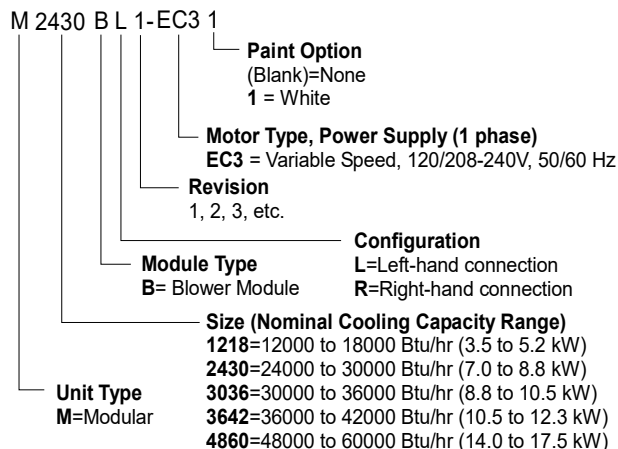 M 2430 B L 1-EC3 1
Paint Option
(Blank)=None
1 = White
Motor Type, Power Supply (1 phase)
EC3 = Variable Speed, 120/208-240V, 50/60 Hz
Revision
1, 2, 3, etc.
Configuration
L=Left-hand connection
R=Right-hand connection
Module Type
B= Blower Module
Size (Nominal Cooling Capacity Range)
1218=12000 to 18000 Btu/hr (3.5 to 5.2 kW)
2430=24000 to 30000 Btu/hr (7.0 to 8.8 kW)
3036=30000 to 36000 Btu/hr (8.8 to 10.5 kW)
3642=36000 to 42000 Btu/hr (10.5 to 12.3 kW)
4860=48000 to 60000 Btu/hr (14.0 to 17.5 kW)
Unit Type
M=Modular